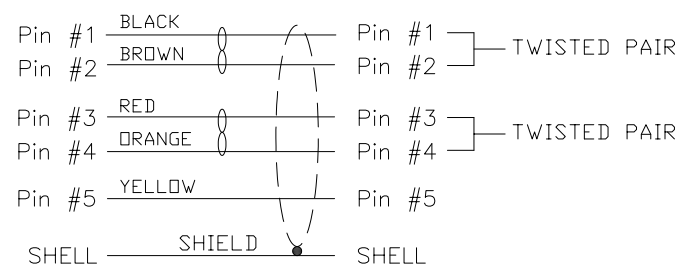 BLACK
Pin #1 Pin #1
BROWN TWISTED PAIR
Pin #2 Pin #2
RED
Pin #3 Pin #3
ORANGE TWISTED PAIR
Pin #4 Pin #4
YELLOW
Pin #5 Pin #5
SHIELD
SHELL SHELL